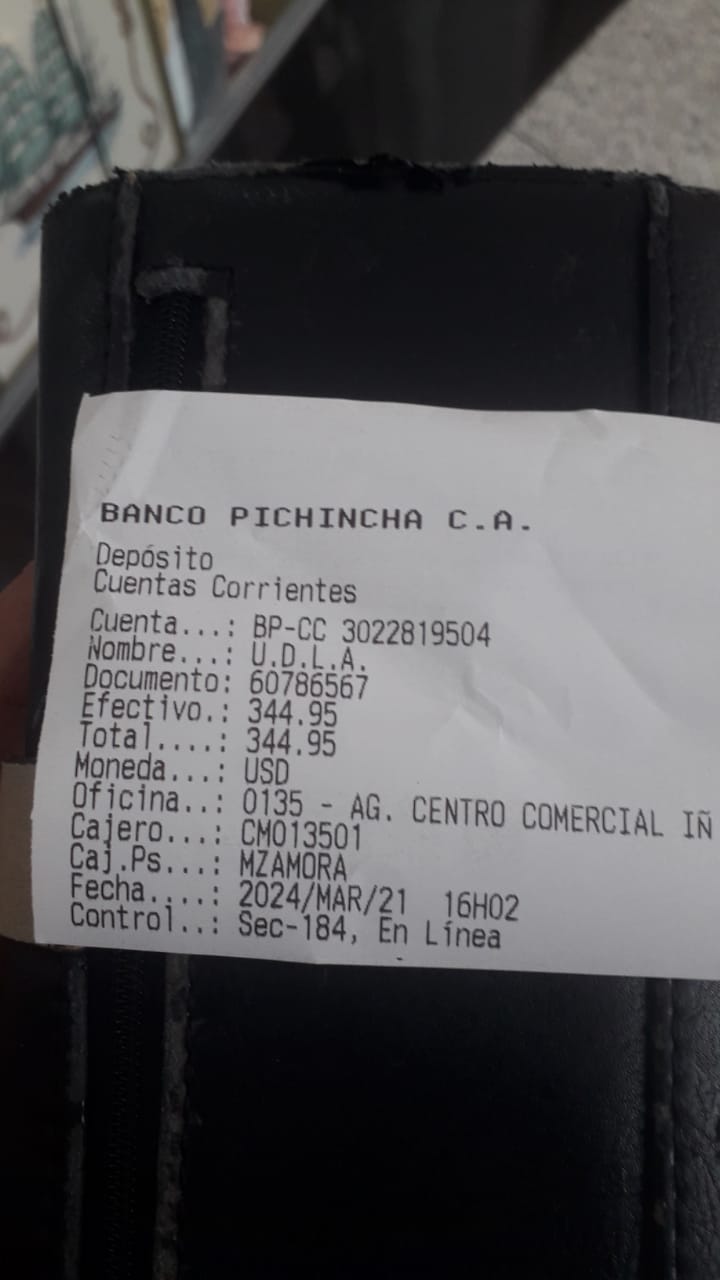 BANCO PICHINCHA C.A.
Depósito
Cuentas Corrientes
Cuenta...: BP-CC 3022819504
Nombre...: U.D.L.A.
Documento: 60786567
Efectivo.: 344.95
Total....: 344.95
Moneda...: USD
Oficina..: 0135 - AG. CENTRO COMERCIAL IÑ
Cajero...: CM013501
Caj.Ps...: MZAMORA
Fecha....: 2024/MAR/21 16H02
Control..: Sec-184, En Línea